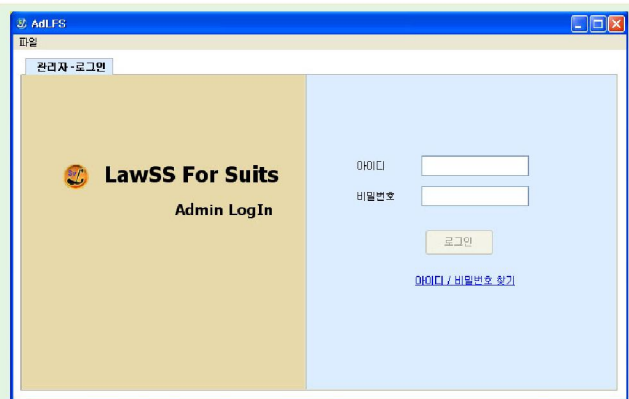 AdLFS
파일
관리자 -로그인
LawSS For Suits
Admin LogIn
아이디
비밀번호
로그인
아이디 / 비밀번호 찾기